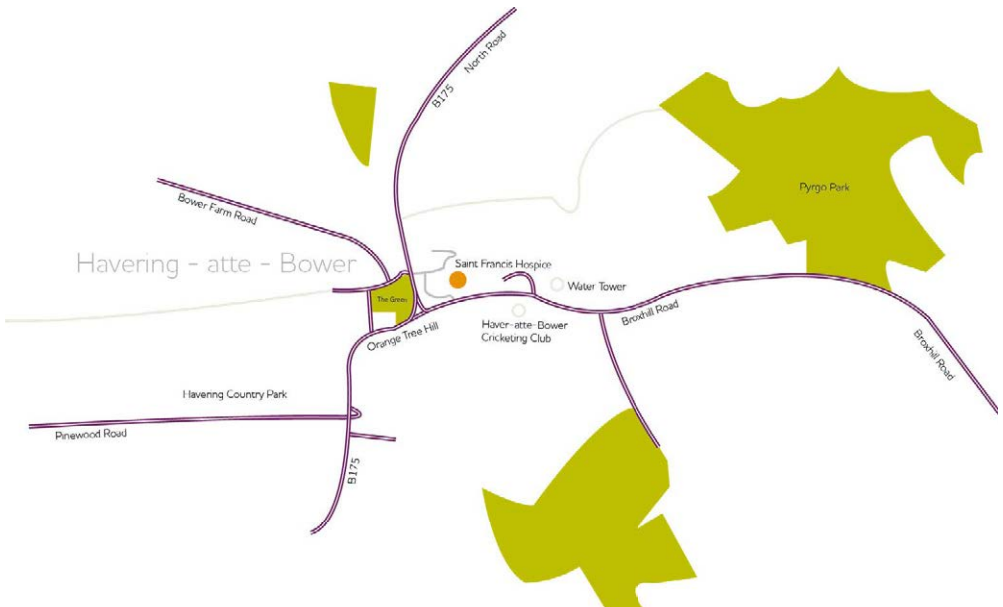 North Road
B175
Pyrgo Park
Bower Farm Road
Havering - atte - Bower
Saint Francis Hospice
Water Tower
The Green
Broxhill Road
Haver-atte-Bower
Cricketing Club
Orange Tree Hill
Broxhill Road
Havering Country Park
Pinewood Road
B175